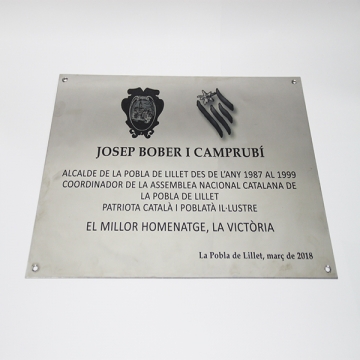 JOSEP BOBER I CAMPRUBÍ
ALCALDE DE LA POBLA DE LILLET DES DE L'ANY 1987 AL 1999
COORDINADOR DE LA ASSEMBLEA NACIONAL CATALANA DE
LA POBLA DE LILLET
PATRIOTA CATALÀ I POBLATÀ IL·LUSTRE
EL MILLOR HOMENATGE, LA VICTÒRIA
La Pobla de Lillet, març de 2018